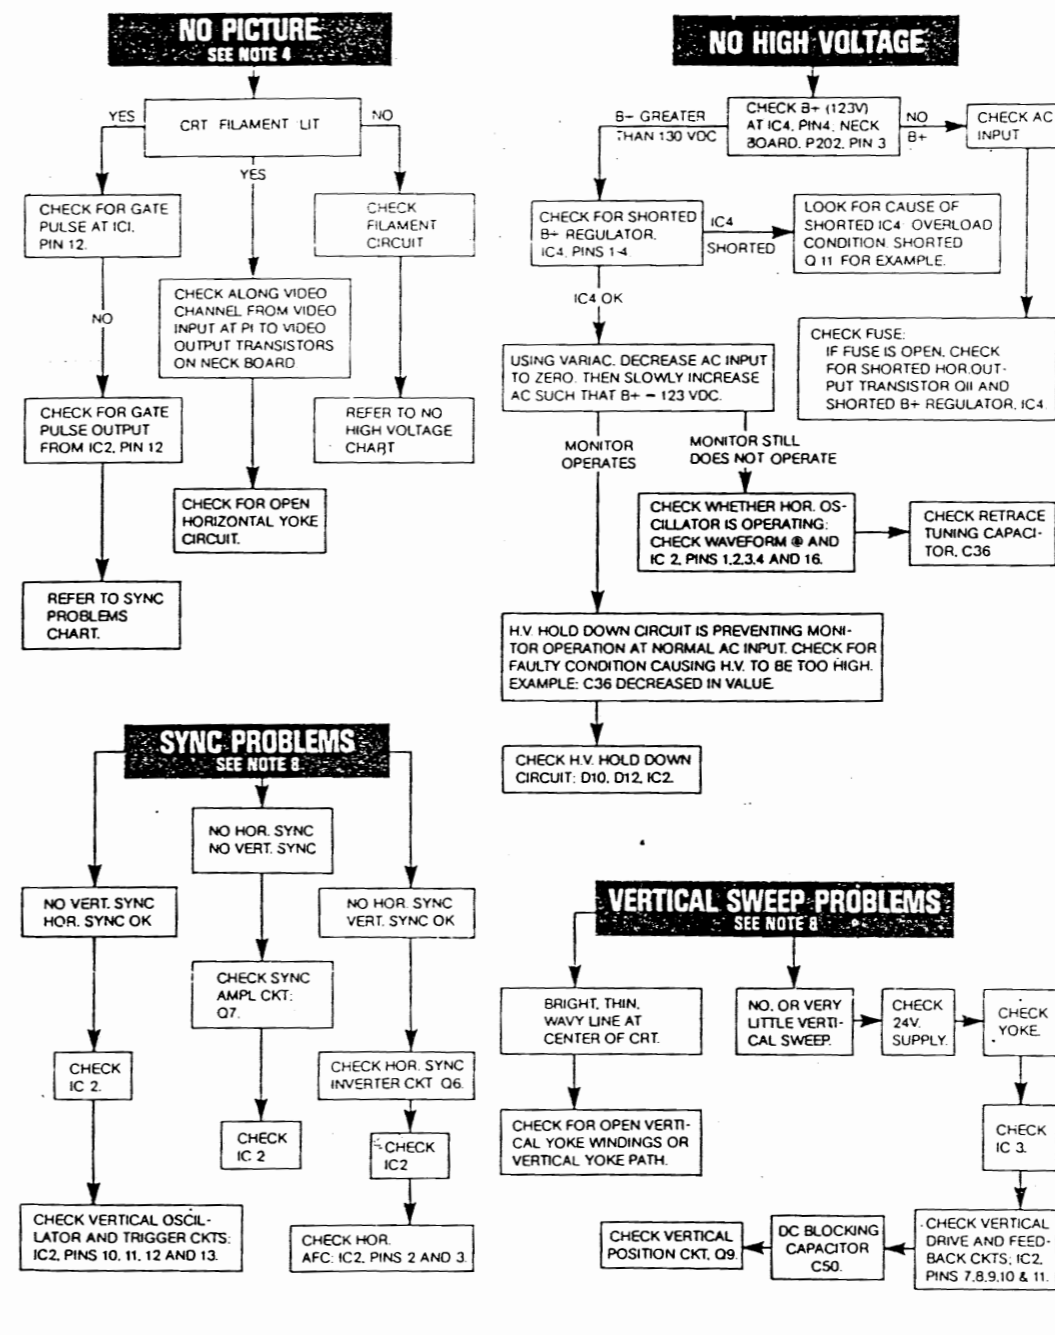 NO PICTURE
SEE NOTE 4
YES
CRT FILAMENT LIT
NO
YES
CHECK FOR GATE
PULSE AT IC1,
PIN 12.
CHECK
FILAMENT
CIRCUIT
NO
CHECK ALONG VIDEO
CHANNEL FROM VIDEO
INPUT AT P1 TO VIDEO
OUTPUT TRANSISTORS
ON NECK BOARD.
CHECK FOR GATE
PULSE OUTPUT
FROM IC2, PIN 12
REFER TO NO
HIGH VOLTAGE
CHART
CHECK FOR OPEN
HORIZONTAL YOKE
CIRCUIT.
REFER TO SYNC
PROBLEMS
CHART.
NO HIGH VOLTAGE
B+ GREATER
THAN 130 VDC
CHECK B+ (123V)
AT IC4, PIN4, NECK
BOARD, P202, PIN 3
NO
B+
CHECK AC
INPUT
CHECK FOR SHORTED
B+ REGULATOR,
IC4, PINS 1-4.
IC4
SHORTED
LOOK FOR CAUSE OF
SHORTED IC4: OVERLOAD
CONDITION. SHORTED
Q 11 FOR EXAMPLE.
IC4 OK
CHECK FUSE:
IF FUSE IS OPEN, CHECK
FOR SHORTED HOR.OUT-
PUT TRANSISTOR Q11 AND
SHORTED B+ REGULATOR, IC4.
USING VARIAC, DECREASE AC INPUT
TO ZERO. THEN SLOWLY INCREASE
AC SUCH THAT B+ = 123 VDC.
MONITOR
OPERATES
MONITOR STILL
DOES NOT OPERATE
CHECK WHETHER HOR. OS-
CILLATOR IS OPERATING:
CHECK WAVEFORM AND
IC 2, PINS 1,2,3,4 AND 16.
CHECK RETRACE
TUNING CAPACI-
TOR, C36
H.V. HOLD DOWN CIRCUIT IS PREVENTING MONI-
TOR OPERATION AT NORMAL AC INPUT. CHECK FOR
FAULTY CONDITION CAUSING H.V. TO BE TOO HIGH.
EXAMPLE: C36 DECREASED IN VALUE.
CHECK H.V. HOLD DOWN
CIRCUIT: D10, D12, IC2.
SYNC PROBLEMS
SEE NOTE 8
NO HOR. SYNC
NO VERT. SYNC
NO VERT. SYNC
HOR. SYNC OK
NO HOR. SYNC
VERT. SYNC OK
CHECK SYNC
AMPL CKT:
Q7.
CHECK
IC 2.
CHECK HOR. SYNC
INVERTER CKT Q6.
CHECK
IC 2
CHECK
IC2
CHECK VERTICAL OSCIL-
LATOR AND TRIGGER CKTS:
IC2, PINS 10, 11, 12 AND 13.
CHECK HOR.
AFC: IC2, PINS 2 AND 3.
VERTICAL SWEEP PROBLEMS
SEE NOTE 8
BRIGHT, THIN,
WAVY LINE AT
CENTER OF CRT.
NO, OR VERY
LITTLE VERTI-
CAL SWEEP.
CHECK
24V.
SUPPLY.
CHECK
YOKE.
CHECK FOR OPEN VERTI-
CAL YOKE WINDINGS OR
VERTICAL YOKE PATH.
CHECK
IC 3.
CHECK VERTICAL
POSITION CKT, Q9.
DC BLOCKING
CAPACITOR
C50.
CHECK VERTICAL
DRIVE AND FEED-
BACK CKTS; IC2,
PINS 7,8,9,10 & 11.